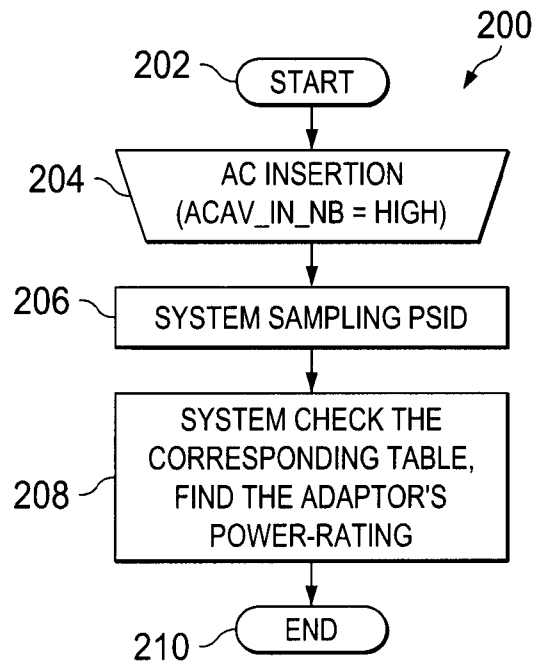 200
202
START
204
AC INSERTION
(ACAV_IN_NB = HIGH)
206
SYSTEM SAMPLING PSID
208
SYSTEM CHECK THE
CORRESPONDING TABLE,
FIND THE ADAPTOR'S
POWER-RATING
210
END